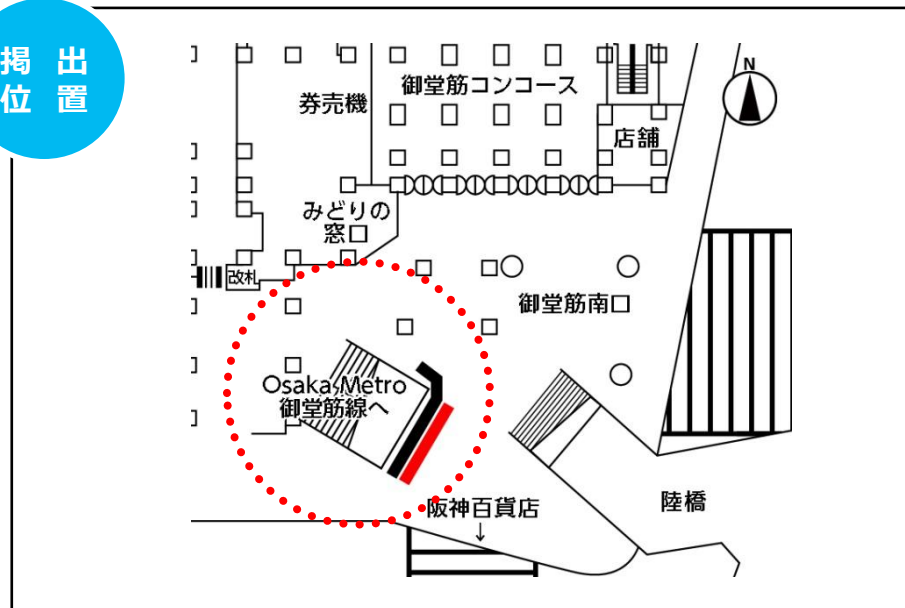 掲出
位置
御堂筋コンコース
券売機
N
店舗
みどりの
窓口
改札
御堂筋南口
Osaka Metro
御堂筋線へ
阪神百貨店
↓
陸橋